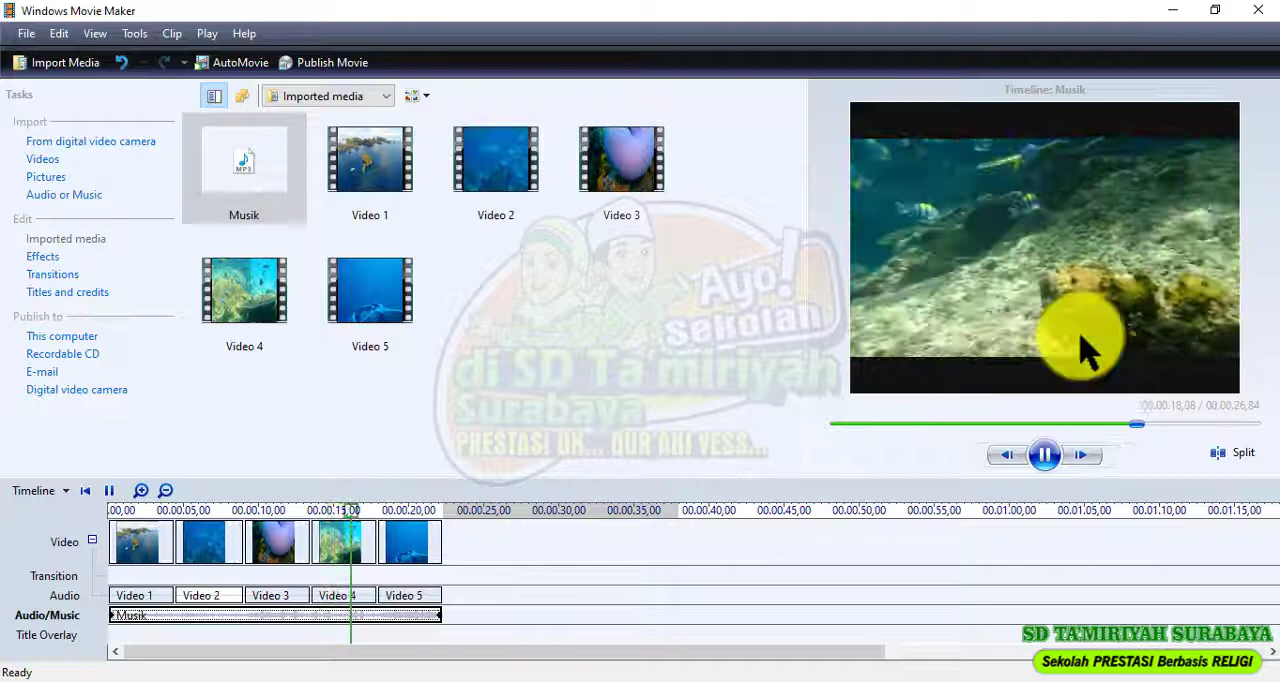 Windows Movie Maker
File Edit View Tools Clip Play Help
Import Media AutoMovie Publish Movie
Tasks
Imported media
Timeline: Musik
Import
From digital video camera
Videos
Pictures
Audio or Music
Edit
Imported media
Effects
Transitions
Titles and credits
Publish to
This computer
Recordable CD
E-mail
Digital video camera
MP3
Musik
Video 1
Video 2
Video 3
Video 4
Video 5
Ayo!
Sekolah
di SD Ta'miriyah
Surabaya
PRESTASI OK... QUR'ANI YESS...
00.00.18,08 / 00.00.26,84
Split
Timeline
00,00 00.00.05,00 00.00.10,00 00.00.15,00 00.00.20,00 00.00.25,00 00.00.30,00 00.00.35,00 00.00.40,00 00.00.45,00 00.00.50,00 00.00.55,00 00.01.00,00 00.01.05,00 00.01.10,00 00.01.15,00
Video
Transition
Audio Video 1 Video 2 Video 3 Video 4 Video 5
Audio/Music Musik
Title Overlay
SD TA'MIRIYAH SURABAYA
Sekolah PRESTASI Berbasis RELIGI
Ready